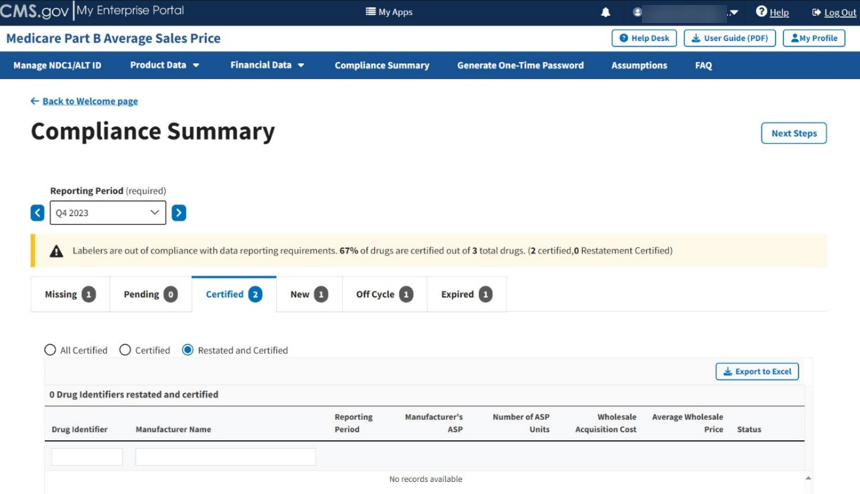 CMS.gov My Enterprise Portal
My Apps
Help
Log Out
Medicare Part B Average Sales Price
Help Desk
User Guide (PDF)
My Profile
Manage NDC1/ALT ID
Product Data
Financial Data
Compliance Summary
Generate One-Time Password
Assumptions
FAQ
Back to Welcome page
Compliance Summary
Next Steps
Reporting Period (required)
Q4 2023
Labelers are out of compliance with data reporting requirements. 67% of drugs are certified out of 3 total drugs. (2 certified,0 Restatement Certified)
Missing 1
Pending 0
Certified 2
New 1
Off Cycle 1
Expired 1
All Certified
Certified
Restated and Certified
Export to Excel
0 Drug Identifiers restated and certified
Drug Identifier
Manufacturer Name
Reporting
Period
Manufacturer's
ASP
Number of ASP
Units
Wholesale
Acquisition Cost
Average Wholesale
Price
Status
No records available